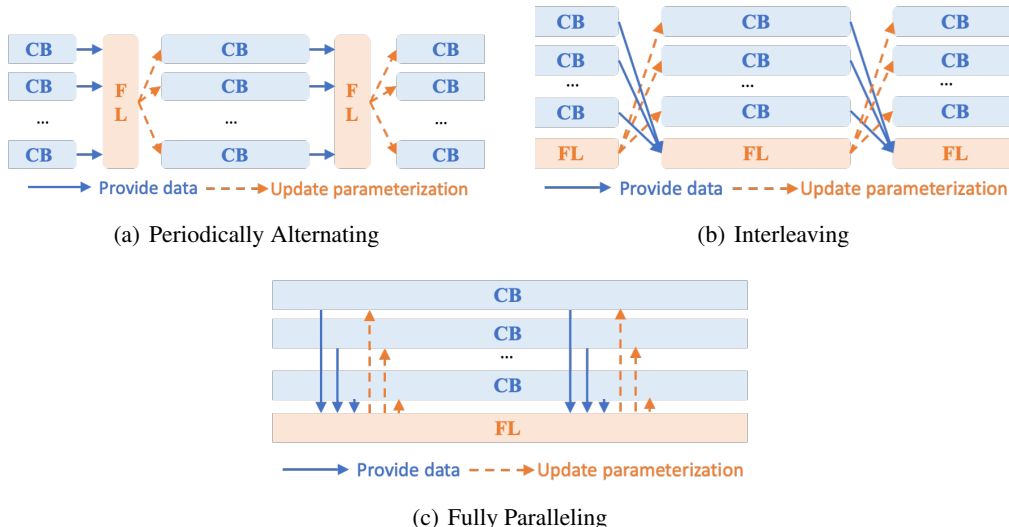 CB CB CB
CB CB CB
F L F L
... ... ...
CB CB CB
Provide data Update parameterization
(a) Periodically Alternating
CB CB CB
CB CB CB
... ... ...
CB CB CB
FL FL FL
Provide data Update parameterization
(b) Interleaving
CB
CB
...
CB
FL
Provide data Update parameterization
(c) Fully Paralleling